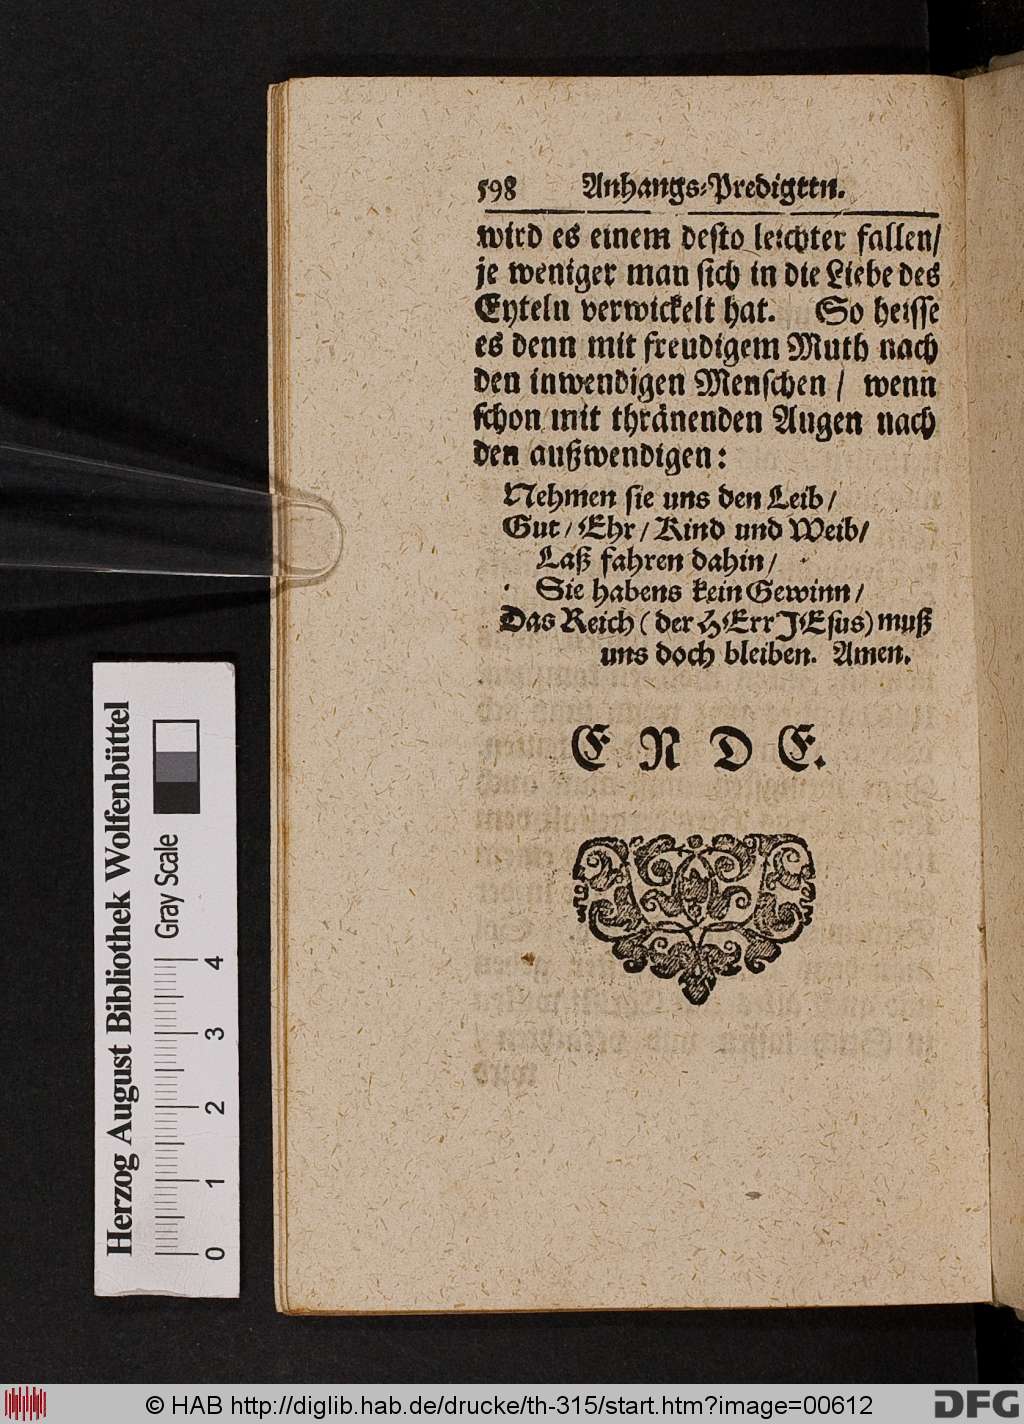 598 Anhangs-Predigten.
wird es einem desto leichter fallen/
je weniger man sich in die Liebe des
Eyteln verwickelt hat. So heisse
es denn mit freudigem Muth nach
den inwendigen Menschen / wenn
schon mit thränenden Augen nach
den außwendigen:
Nehmen sie uns den Leib /
Gut / Ehr / Kind und Weib /
Laß fahren dahin /
Sie habens kein Gewinn /
Das Reich ( der HErr JEsus) muß
uns doch bleiben. Amen.
ENDE.
Herzog August Bibliothek Wolfenbüttel
Gray Scale
0 1 2 3 4
© HAB http://diglib.hab.de/drucke/th-315/start.htm?image=00612
DFG